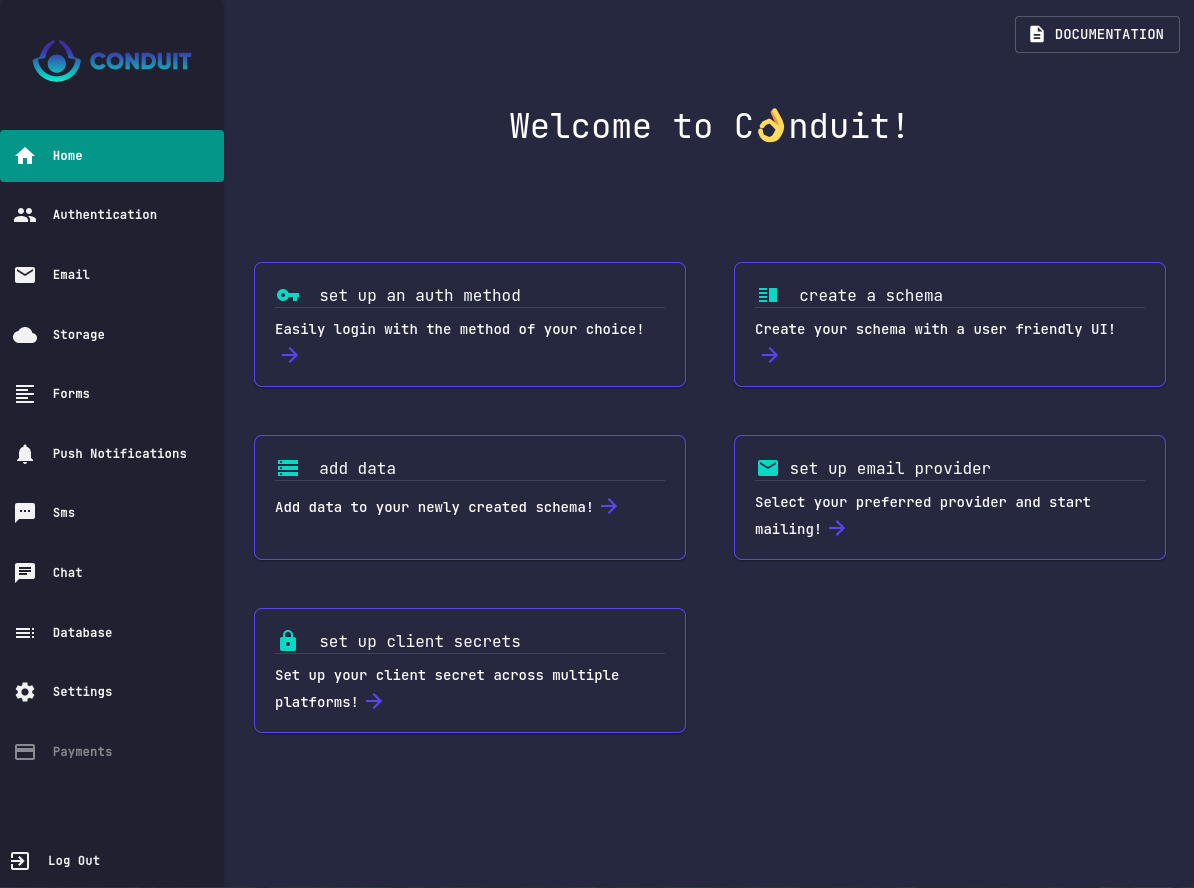 CONDUIT
Home
Authentication
Email
Storage
Forms
Push Notifications
Sms
Chat
Database
Settings
Payments
Log Out
DOCUMENTATION
Welcome to C👌nduit!
set up an auth method
Easily login with the method of your choice!
create a schema
Create your schema with a user friendly UI!
add data
Add data to your newly created schema!
set up email provider
Select your preferred provider and start
mailing!
set up client secrets
Set up your client secret across multiple
platforms!